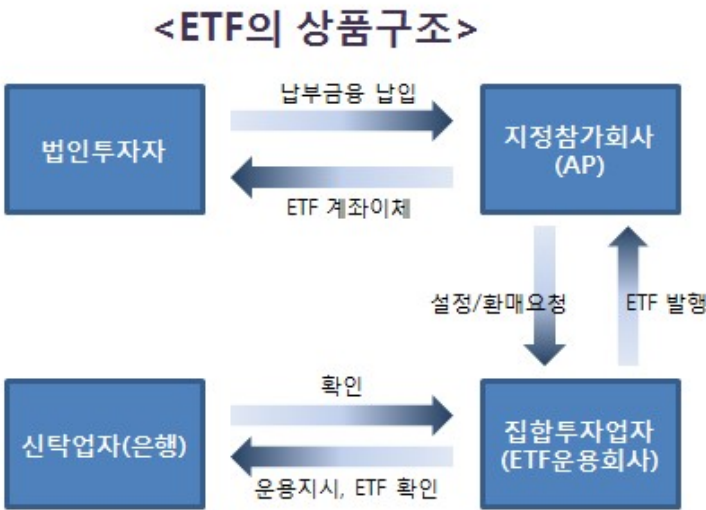 <ETF의 상품구조>
납부금융 납입
법인투자자
지정참가회사
(AP)
ETF 계좌이체
설정/환매요청
ETF 발행
확인
신탁업자(은행)
집합투자업자
(ETF운용회사)
운용지시, ETF 확인